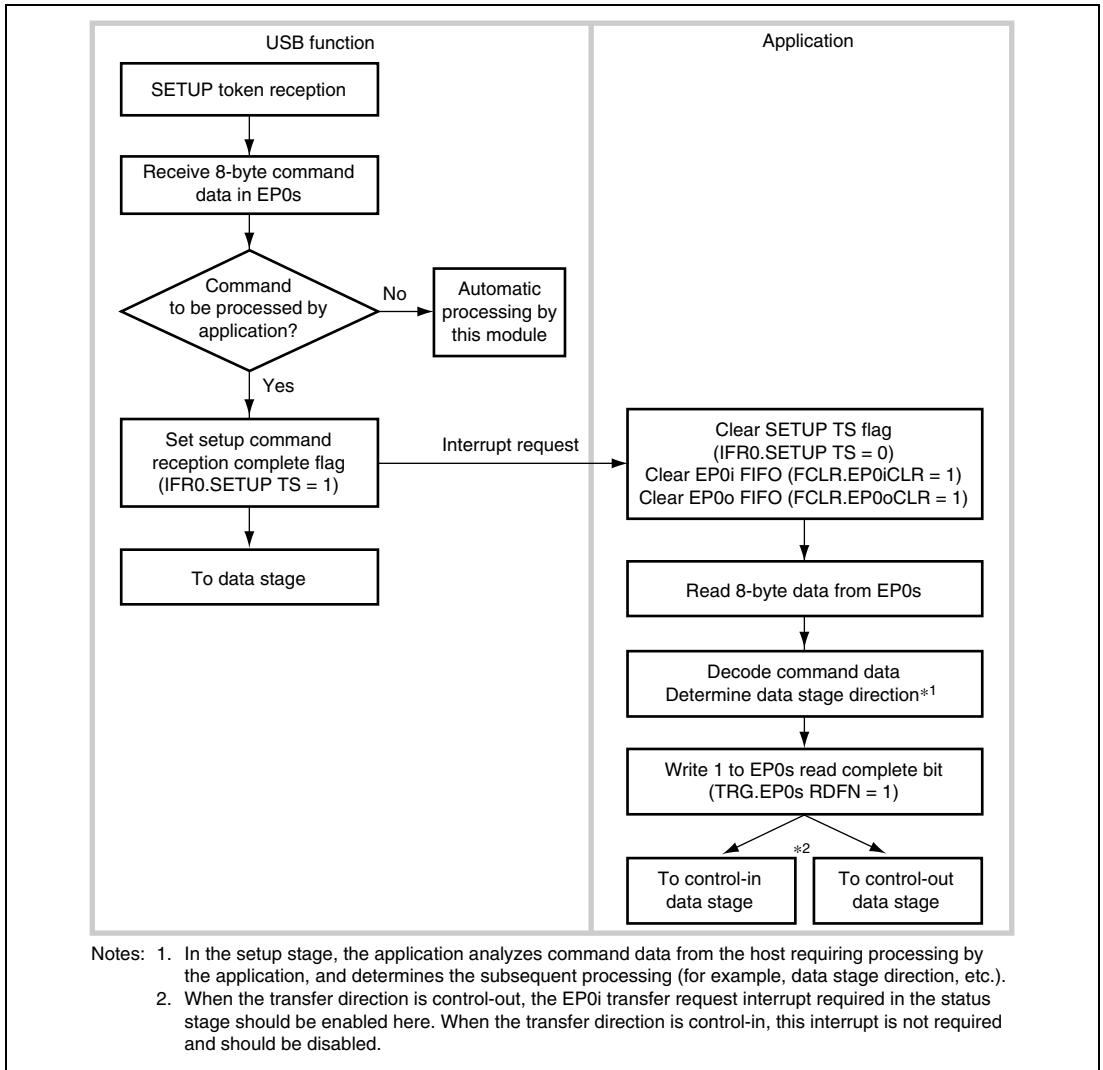 USB function
Application
SETUP token reception
Receive 8-byte command
data in EP0s
Command
to be processed by
application?
No
Automatic
processing by
this module
Yes
Set setup command
reception complete flag
(IFR0.SETUP TS = 1)
Interrupt request
To data stage
Clear SETUP TS flag
(IFR0.SETUP TS = 0)
Clear EP0i FIFO (FCLR.EP0iCLR = 1)
Clear EP0o FIFO (FCLR.EP0oCLR = 1)
Read 8-byte data from EP0s
Decode command data
Determine data stage direction*1
Write 1 to EP0s read complete bit
(TRG.EP0s RDFN = 1)
*2
To control-in
data stage
To control-out
data stage
Notes: 1. In the setup stage, the application analyzes command data from the host requiring processing by
the application, and determines the subsequent processing (for example, data stage direction, etc.).
2. When the transfer direction is control-out, the EP0i transfer request interrupt required in the status
stage should be enabled here. When the transfer direction is control-in, this interrupt is not required
and should be disabled.